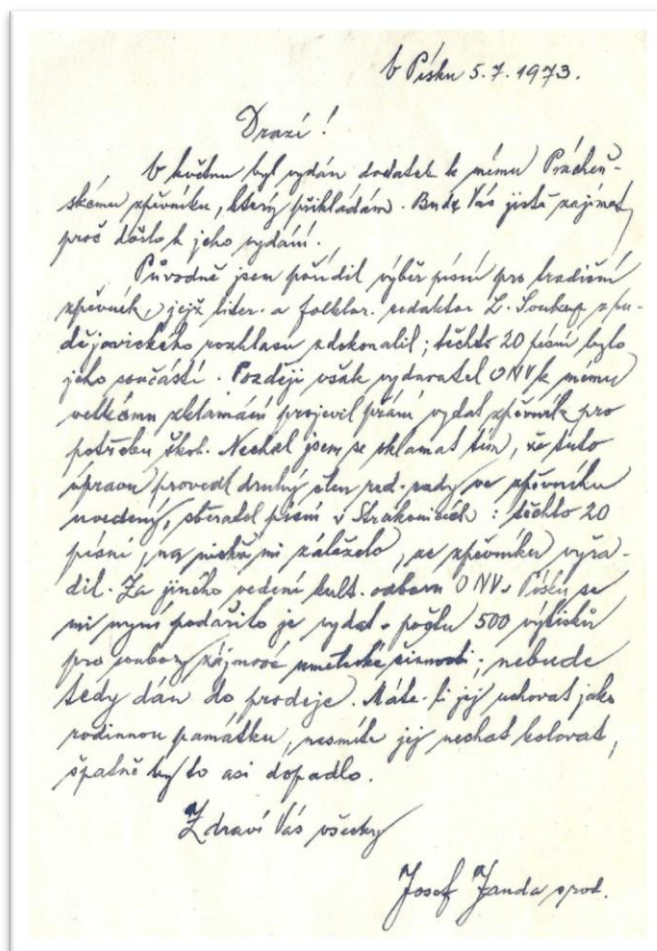 V Písku 5.7.1973.
Drazí!
V květnu byl vydán dodatek k mému Prácheň-
skému zpěvníku, který přikládám. Bude Vás jistě zajímat,
proč došlo k jeho vydání.
Původně jsem pořídil výběr písní pro tradiční
zpěvník, jejž liter. a folklor. redaktor L. Soukup z bu-
dějovického rozhlasu zdokonalil; těchto 20 písní bylo
jeho součástí. Později však vydavatel ONV k mému
velkému zklamání projevil přání vydat zpěvník pro
potřebu škol. Nechal jsem se oklamat tím, že tuto
úpravu provedl druhý člen red. rady ve zpěvníku
uvedený, sběratel písní v Strakonicích: těchto 20
písní, na nichž mi záleželo, ze zpěvníku vyřa-
dil. Za jiného vedení kult. odboru ONV v Písku se
mi nyní podařilo je vydat v počtu 500 výtisků
pro soubory zájmové umělecké činnosti; nebude
tedy dán do prodeje. Máte-li jej uchovat jako
rodinnou památku, nesmíte jej nechat kolovat,
špatně by to asi dopadlo.
Zdraví Vás všecky
Josef Janda